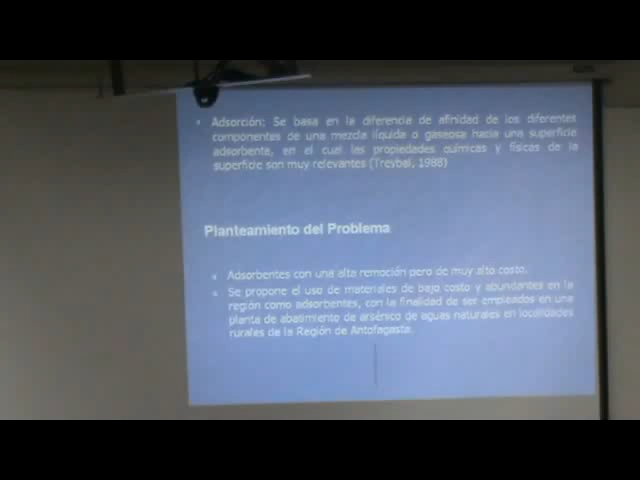 Adsorción: Se basa en la diferencia de afinidad de los diferentes
componentes de una mezcla líquida o gaseosa hacia una superficie
adsorbente, en el cual las propiedades químicas y físicas de la
superficie son muy relevantes (Treybal, 1988)
Planteamiento del Problema
Adsorbentes con una alta remoción pero de muy alto costo.
Se propone el uso de materiales de bajo costo y abundantes en la
región como adsorbentes, con la finalidad de ser empleados en una
planta de abatimiento de arsénico de aguas naturales en localidades
rurales de la Región de Antofagasta.